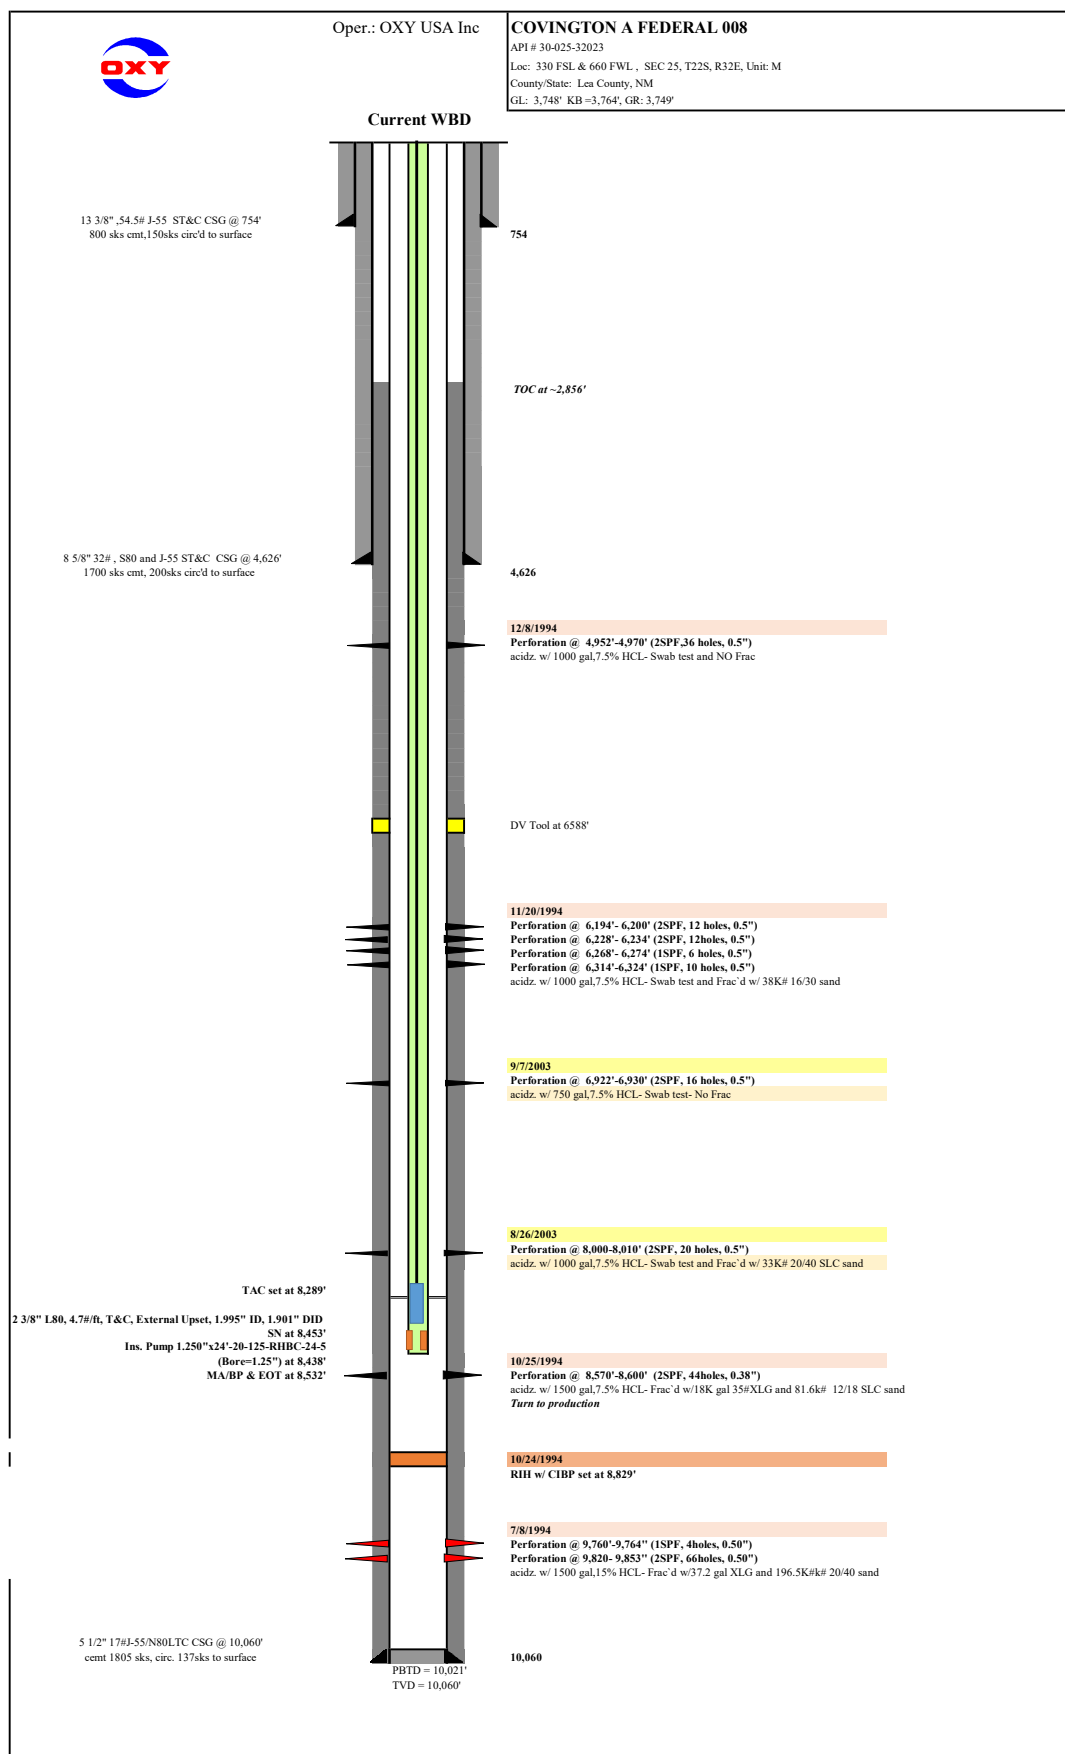 Oper.: OXY USA Inc
COVINGTON A FEDERAL 008
API # 30-025-32023
Loc: 330 FSL & 660 FWL , SEC 25, T22S, R32E, Unit: M
County/State: Lea County, NM
GL: 3,748' KB =3,764', GR: 3,749'
OXY
Current WBD
13 3/8" ,54.5# J-55 ST&C CSG @ 754'
800 sks cmt,150sks circ'd to surface
754
TOC at ~2,856'
8 5/8" 32# , S80 and J-55 ST&C CSG @ 4,626'
1700 sks cmt, 200sks circ'd to surface
4,626
12/8/1994
Perforation @ 4,952'-4,970' (2SPF,36 holes, 0.5")
acidz. w/ 1000 gal,7.5% HCL- Swab test and NO Frac
DV Tool at 6588'
11/20/1994
Perforation @ 6,194'- 6,200' (2SPF, 12 holes, 0.5")
Perforation @ 6,228'- 6,234' (2SPF, 12holes, 0.5")
Perforation @ 6,268'- 6,274' (1SPF, 6 holes, 0.5")
Perforation @ 6,314'-6,324' (1SPF, 10 holes, 0.5")
acidz. w/ 1000 gal,7.5% HCL- Swab test and Frac`d w/ 38K# 16/30 sand
9/7/2003
Perforation @ 6,922'-6,930' (2SPF, 16 holes, 0.5")
acidz. w/ 750 gal,7.5% HCL- Swab test- No Frac
8/26/2003
Perforation @ 8,000-8,010' (2SPF, 20 holes, 0.5")
acidz. w/ 1000 gal,7.5% HCL- Swab test and Frac`d w/ 33K# 20/40 SLC sand
TAC set at 8,289'
2 3/8" L80, 4.7#/ft, T&C, External Upset, 1.995" ID, 1.901" DID
SN at 8,453'
Ins. Pump 1.250"x24'-20-125-RHBC-24-5
(Bore=1.25") at 8,438'
MA/BP & EOT at 8,532'
10/25/1994
Perforation @ 8,570'-8,600' (2SPF, 44holes, 0.38")
acidz. w/ 1500 gal,7.5% HCL- Frac`d w/18K gal 35#XLG and 81.6k# 12/18 SLC sand
Turn to production
10/24/1994
RIH w/ CIBP set at 8,829'
7/8/1994
Perforation @ 9,760'-9,764" (1SPF, 4holes, 0.50")
Perforation @ 9,820- 9,853" (2SPF, 66holes, 0.50")
acidz. w/ 1500 gal,15% HCL- Frac`d w/37.2 gal XLG and 196.5K#k# 20/40 sand
5 1/2" 17#J-55/N80LTC CSG @ 10,060'
cemt 1805 sks, circ. 137sks to surface
10,060
PBTD = 10,021'
TVD = 10,060'